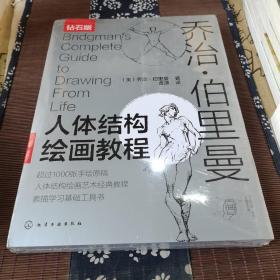 钻石版
Bridgman's
Complete
Guide to
Drawing
From
Life
乔治·伯里曼
人体结构
绘画教程
超过1000幅手绘原稿
人体结构绘画艺术经典教程
素描学习基础工具书
化学工业出版社